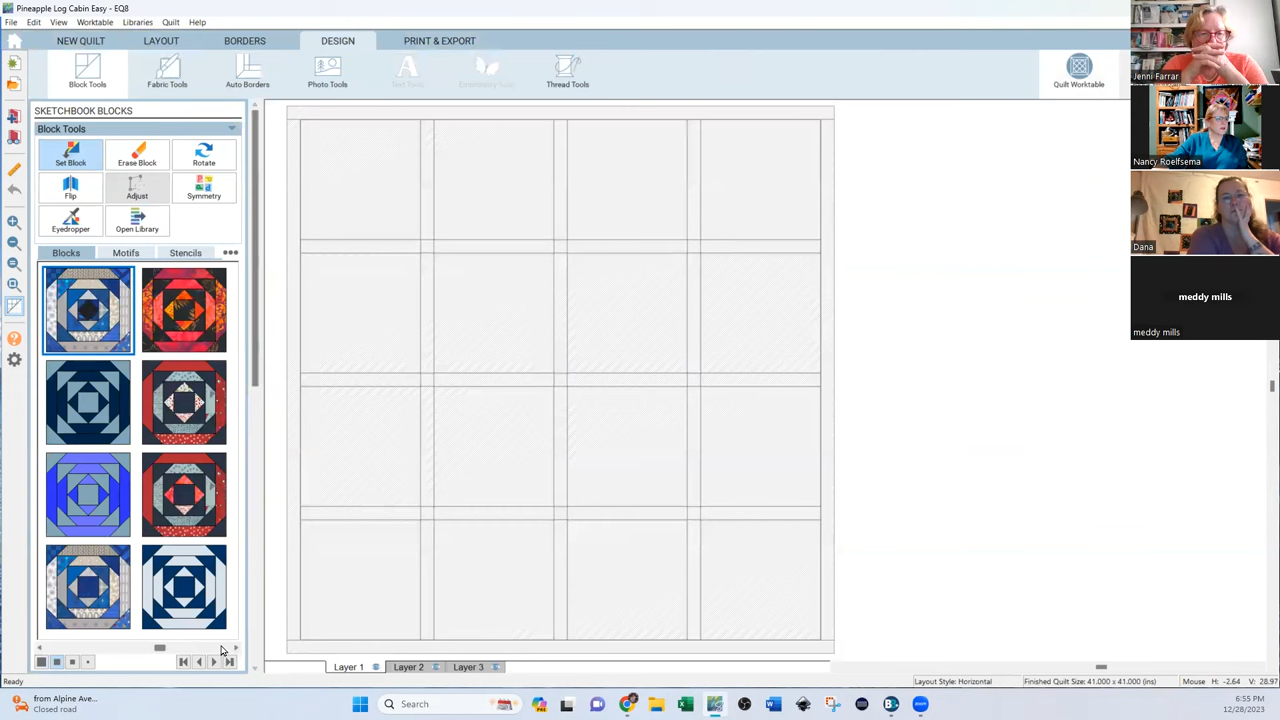 Pineapple Log Cabin Easy - EQ8
File Edit View Worktable Libraries Quilt Help
NEW QUILT LAYOUT BORDERS DESIGN PRINT & EXPORT
Block Tools Fabric Tools Auto Borders Photo Tools Thread Tools Quilt Worktable
SKETCHBOOK BLOCKS
Block Tools
Set Block Erase Block Rotate
Flip Adjust Symmetry
Eyedropper Open Library
Blocks Motifs Stencils
Layer 1 Layer 2 Layer 3
Ready
Layout Style: Horizontal Finished Quilt Size: 41.000 x 41.000 (ins) Mouse H: -2.64 V: 28.97
Jenni Farrar
Nancy Roelfsema
Dana
meddy mills
meddy mills
from Alpine Ave...
Closed road
Search
6:55 PM
12/28/2023